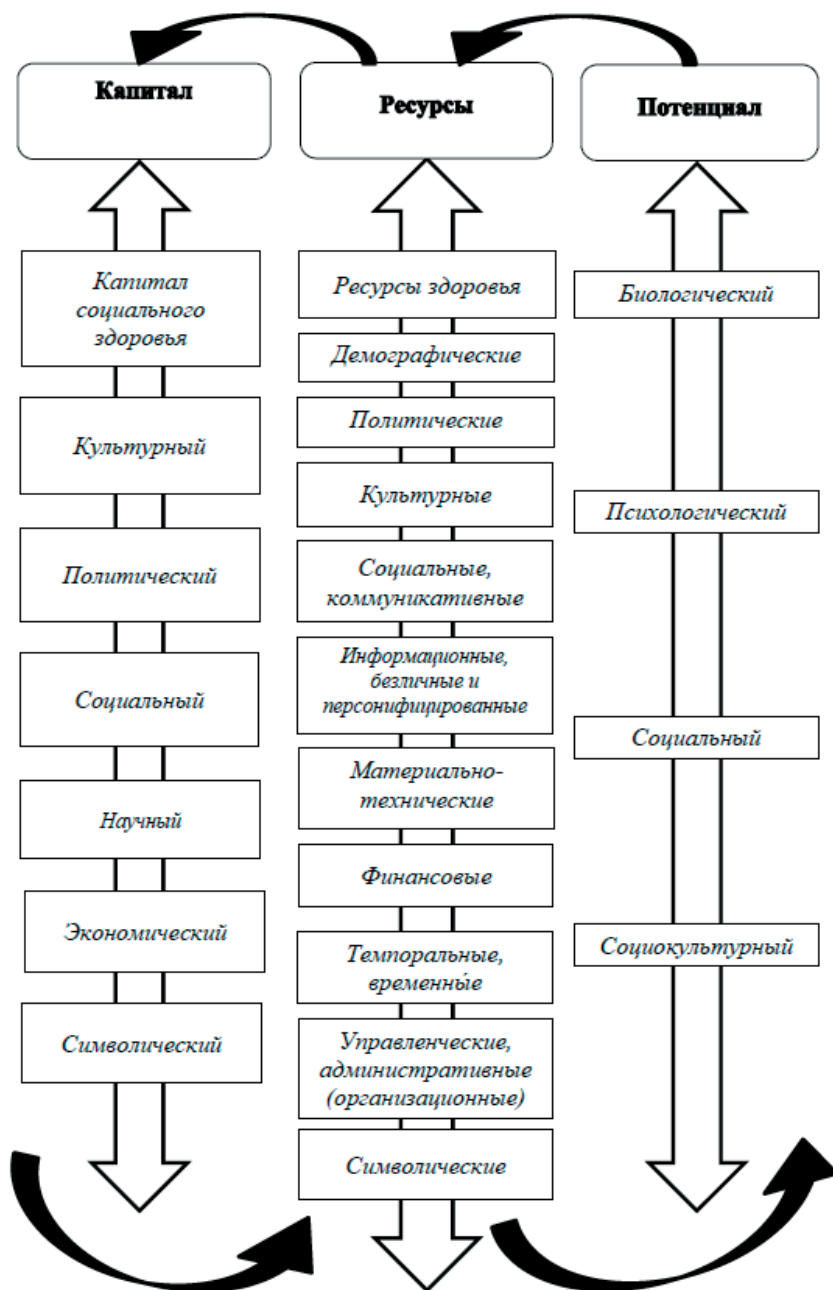 Капитал
Ресурсы
Потенциал
Капитал
социального
здоровья
Культурный
Политический
Социальный
Научный
Экономический
Символический
Ресурсы здоровья
Демографические
Политические
Культурные
Социальные,
коммуникативные
Информационные,
безличные и
персонифицированные
Материально-
технические
Финансовые
Темпоральные,
временны́е
Управленческие,
административные
(организационные)
Символические
Биологический
Психологический
Социальный
Социокультурный